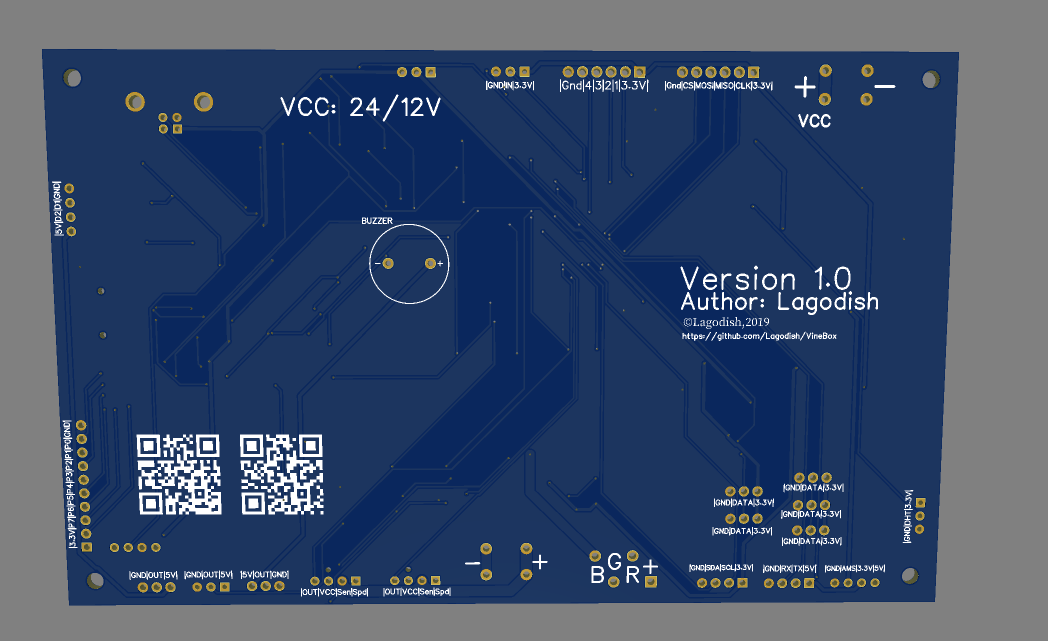 |GND|IN|3.3V|
|Gnd|4|3|2|1|3.3V|
|Gnd|CS|MOSI|MISO|CLK|3.3V|
+ −
VCC
VCC: 24/12V
|5V|D2|D1|GND|
BUZZER
− +
Version 1.0
Author: Lagodish
©Lagodish,2019
https://github.com/Lagodish/VineBox
|3.3V|P7|P6|P5|P4|P3|P2|P1|P0|GND|
|GND|DATA|3.3V|
|GND|DATA|3.3V|
|GND|DATA|3.3V|
|GND|DATA|3.3V|
|GND|DATA|3.3V|
|GND|DHT|3.3V|
− +
B G R +
|GND|OUT|5V|
|GND|OUT|5V|
|5V|OUT|GND|
|OUT|VCC|Sen|Spd|
|OUT|VCC|Sen|Spd|
|GND|SDA|SCL|3.3V|
|GND|RX|TX|5V|
|GND|AMS|3.3V|5V|